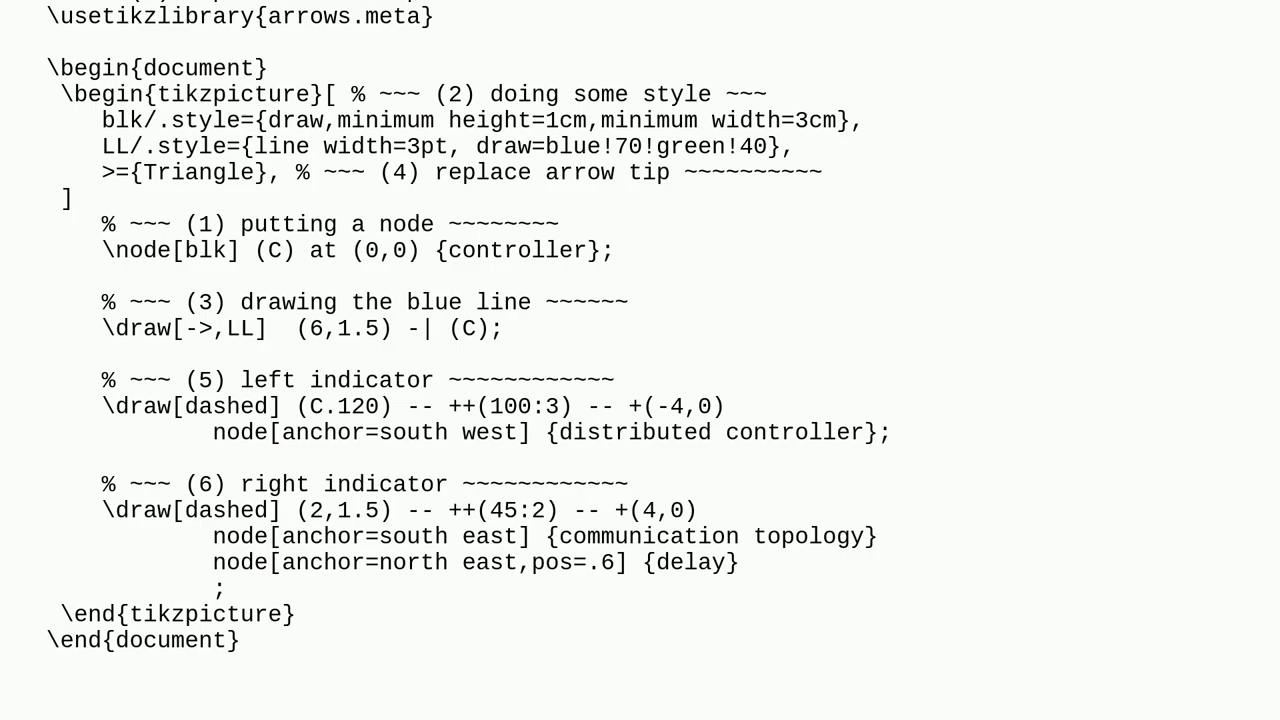 \usetikzlibrary{arrows.meta}

\begin{document}
 \begin{tikzpicture}[ % ~~~ (2) doing some style ~~~
    blk/.style={draw,minimum height=1cm,minimum width=3cm},
    LL/.style={line width=3pt, draw=blue!70!green!40},
    >={Triangle}, % ~~~ (4) replace arrow tip ~~~~~~~~~~
 ]
    % ~~~ (1) putting a node ~~~~~~~~
    \node[blk] (C) at (0,0) {controller};

    % ~~~ (3) drawing the blue line ~~~~~~
    \draw[->,LL]  (6,1.5) -| (C);

    % ~~~ (5) left indicator ~~~~~~~~~~~~
    \draw[dashed] (C.120) -- ++(100:3) -- +(-4,0)
            node[anchor=south west] {distributed controller};

    % ~~~ (6) right indicator ~~~~~~~~~~~~
    \draw[dashed] (2,1.5) -- ++(45:2) -- +(4,0)
            node[anchor=south east] {communication topology}
            node[anchor=north east,pos=.6] {delay}
            ;
 \end{tikzpicture}
\end{document}